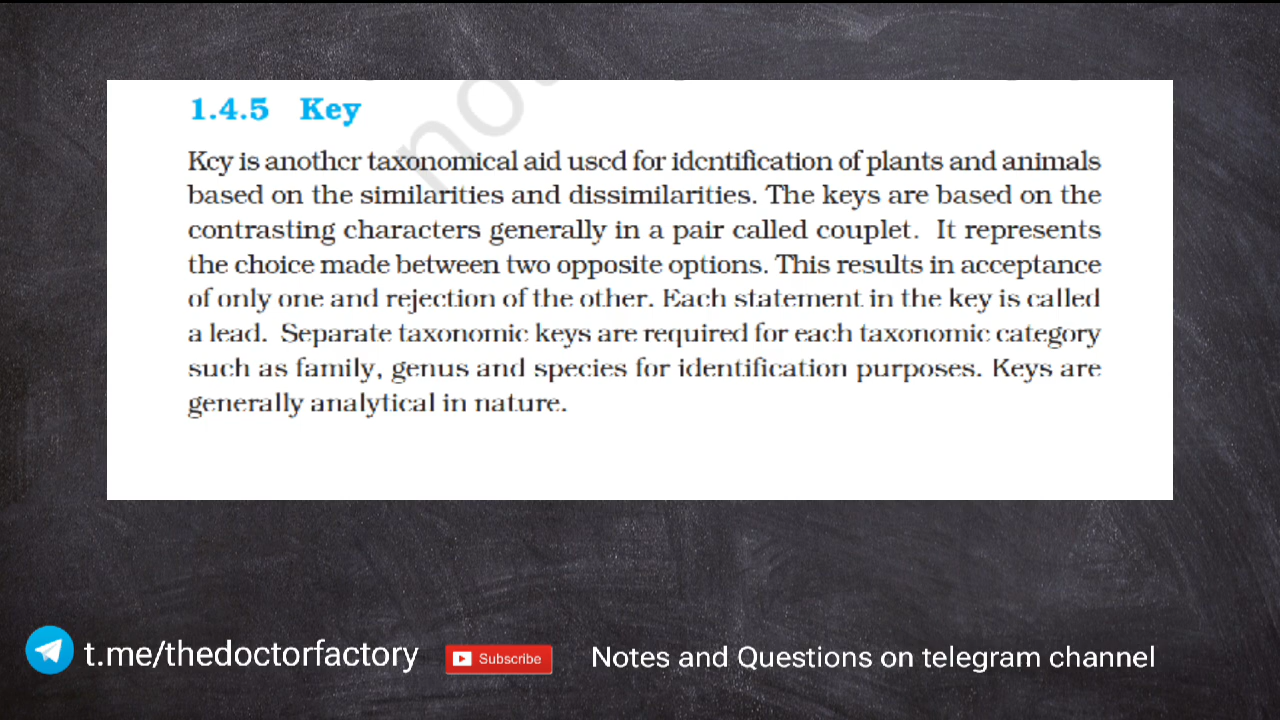 1.4.5 Key
Key is another taxonomical aid used for identification of plants and animals
based on the similarities and dissimilarities. The keys are based on the
contrasting characters generally in a pair called couplet. It represents
the choice made between two opposite options. This results in acceptance
of only one and rejection of the other. Each statement in the key is called
a lead. Separate taxonomic keys are required for each taxonomic category
such as family, genus and species for identification purposes. Keys are
generally analytical in nature.
t.me/thedoctorfactory
Subscribe
Notes and Questions on telegram channel